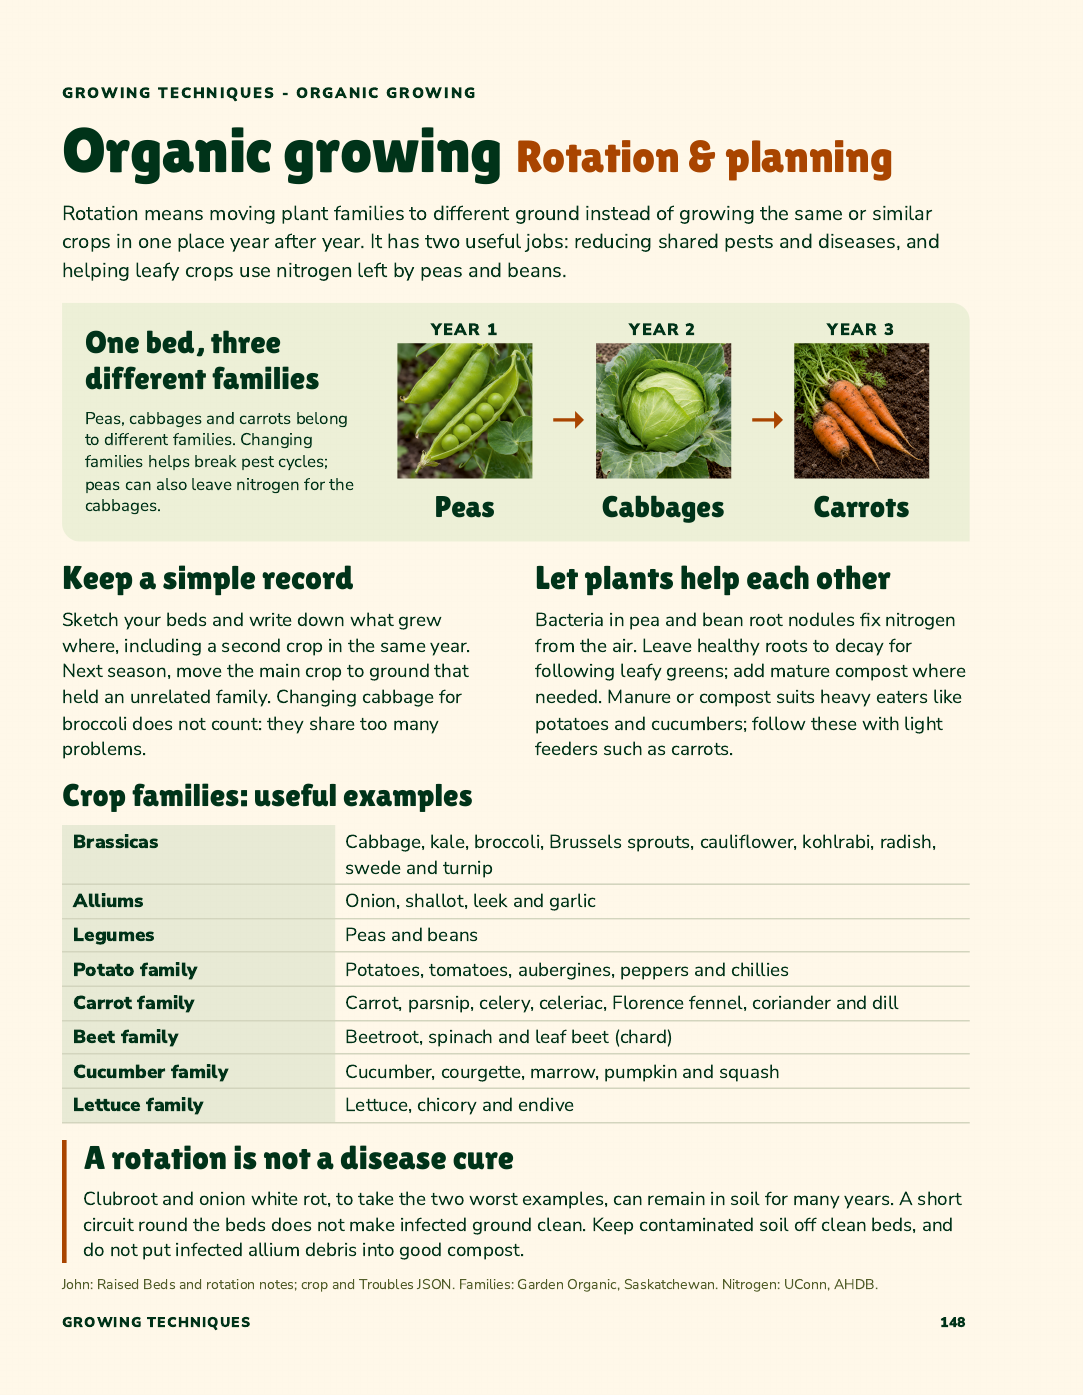 GROWING TECHNIQUES - ORGANIC GROWING
Organic growing Rotation & planning
Rotation means moving plant families to different ground instead of growing the same or similar
crops in one place year after year. It has two useful jobs: reducing shared pests and diseases, and
helping leafy crops use nitrogen left by peas and beans.
One bed, three
different families
Peas, cabbages and carrots belong
to different families. Changing
families helps break pest cycles;
peas can also leave nitrogen for the
cabbages.
YEAR 1
Peas
YEAR 2
Cabbages
YEAR 3
Carrots
Keep a simple record
Sketch your beds and write down what grew
where, including a second crop in the same year.
Next season, move the main crop to ground that
held an unrelated family. Changing cabbage for
broccoli does not count: they share too many
problems.
Let plants help each other
Bacteria in pea and bean root nodules fix nitrogen
from the air. Leave healthy roots to decay for
following leafy greens; add mature compost where
needed. Manure or compost suits heavy eaters like
potatoes and cucumbers; follow these with light
feeders such as carrots.
Crop families: useful examples
Brassicas Cabbage, kale, broccoli, Brussels sprouts, cauliflower, kohlrabi, radish,
swede and turnip
Alliums Onion, shallot, leek and garlic
Legumes Peas and beans
Potato family Potatoes, tomatoes, aubergines, peppers and chillies
Carrot family Carrot, parsnip, celery, celeriac, Florence fennel, coriander and dill
Beet family Beetroot, spinach and leaf beet (chard)
Cucumber family Cucumber, courgette, marrow, pumpkin and squash
Lettuce family Lettuce, chicory and endive
A rotation is not a disease cure
Clubroot and onion white rot, to take the two worst examples, can remain in soil for many years. A short
circuit round the beds does not make infected ground clean. Keep contaminated soil off clean beds, and
do not put infected allium debris into good compost.
John: Raised Beds and rotation notes; crop and Troubles JSON. Families: Garden Organic, Saskatchewan. Nitrogen: UConn, AHDB.
GROWING TECHNIQUES 148